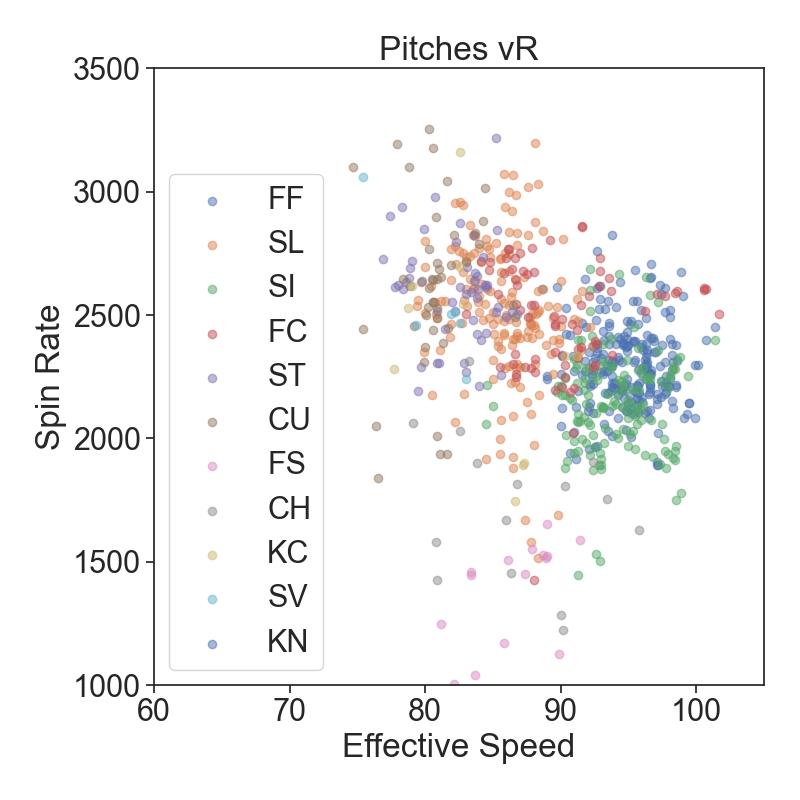 Pitches vR
3500
3000
2500
2000
1500
1000
Spin Rate
FF
SL
SI
FC
ST
CU
FS
CH
KC
SV
KN
60 70 80 90 100
Effective Speed